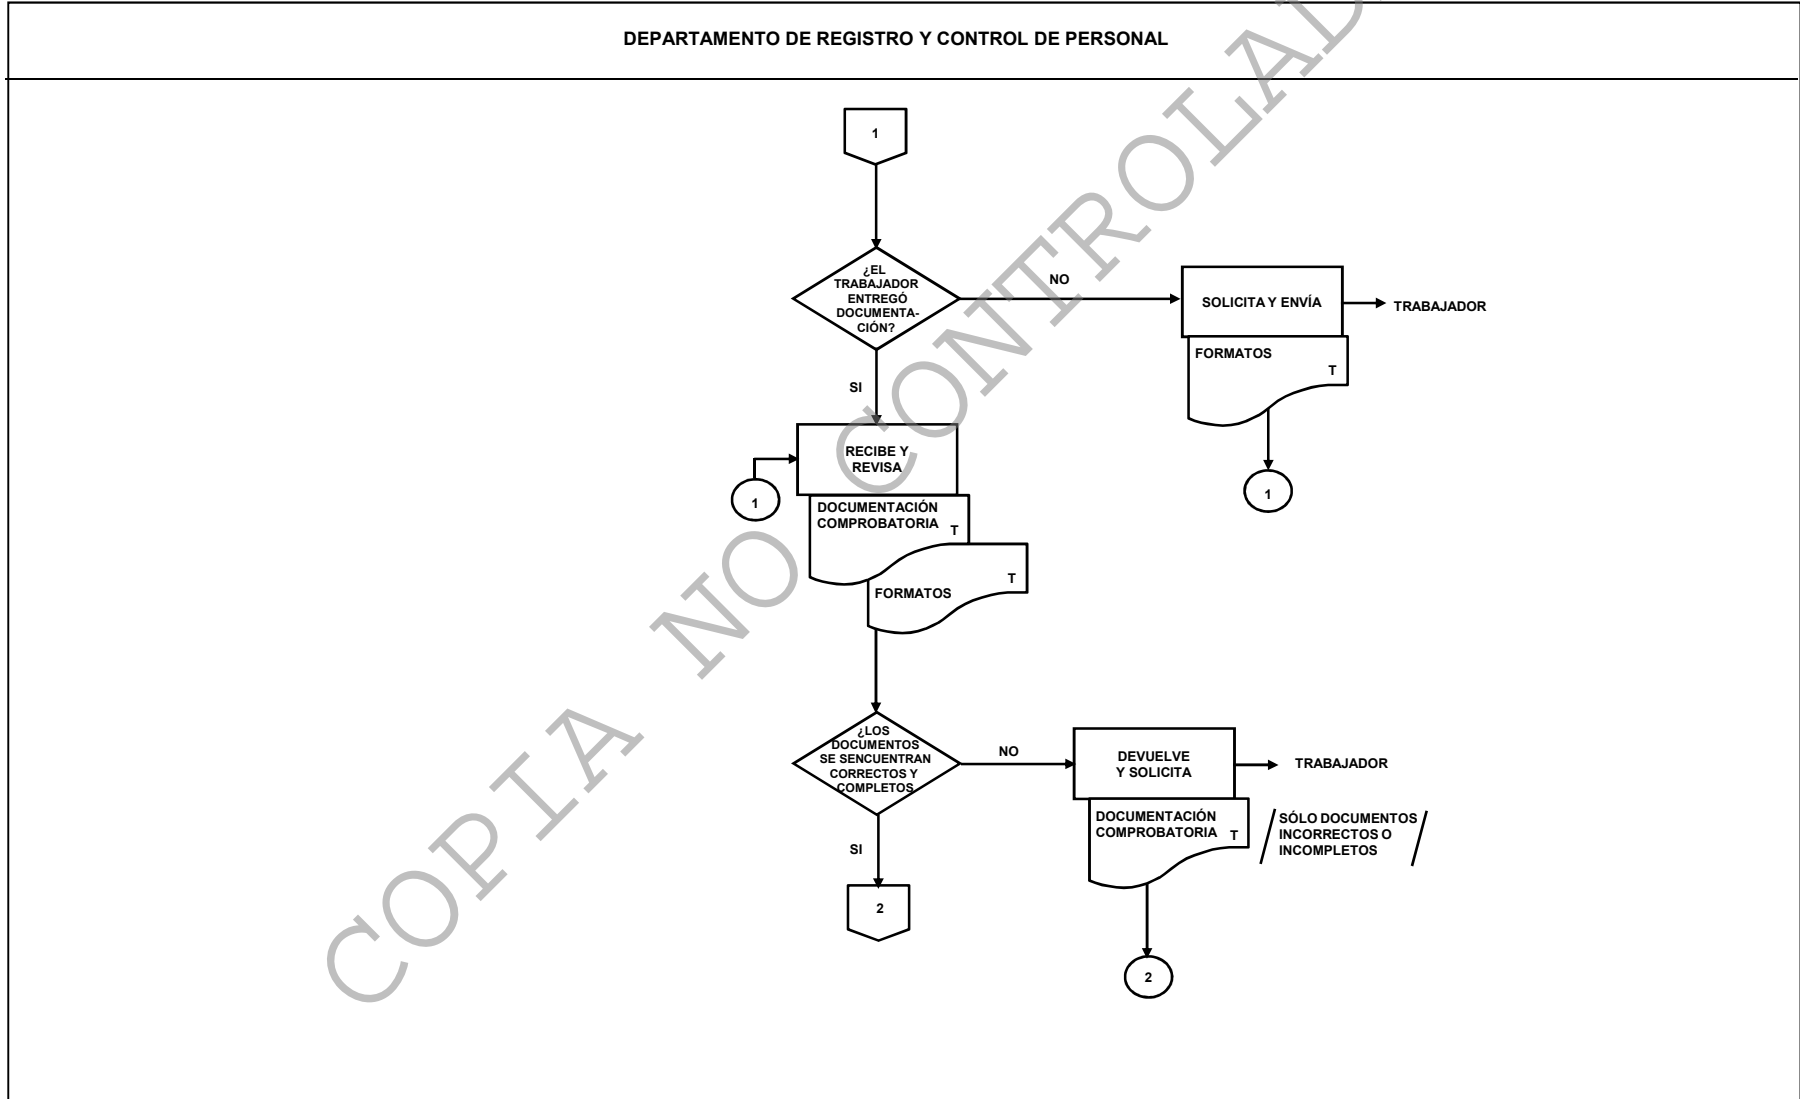 DEPARTAMENTO DE REGISTRO Y CONTROL DE PERSONAL
1
¿EL
TRABAJADOR
ENTREGÓ
DOCUMENTA-
CIÓN?
NO
SOLICITA Y ENVÍA
TRABAJADOR
FORMATOS
T
1
SI
RECIBE Y
REVISA
1
DOCUMENTACIÓN
COMPROBATORIA T
FORMATOS
T
¿LOS
DOCUMENTOS
SE SENCUENTRAN
CORRECTOS Y
COMPLETOS
NO
DEVUELVE
Y SOLICITA
TRABAJADOR
DOCUMENTACIÓN
COMPROBATORIA T
SÓLO DOCUMENTOS
INCORRECTOS O
INCOMPLETOS
2
SI
2
COPIA NO CONTROLAD